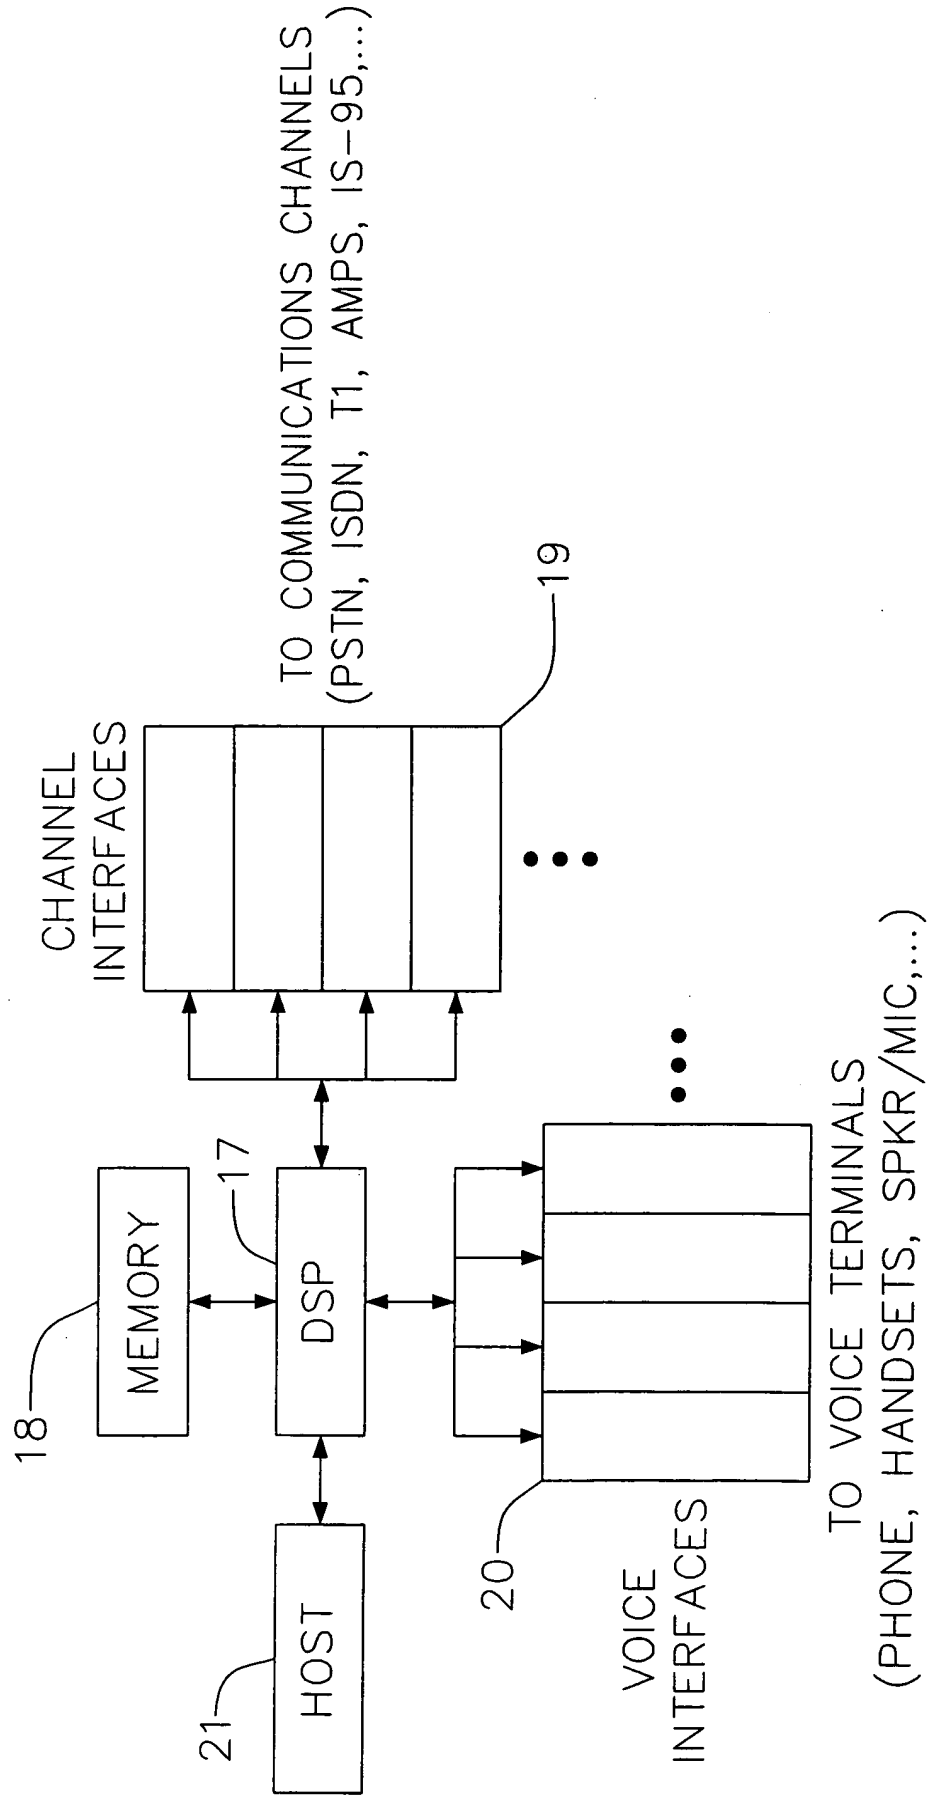 18
MEMORY
17
21
HOST
DSP
CHANNEL
INTERFACES
19
TO COMMUNICATIONS CHANNELS
(PSTN, ISDN, T1, AMPS, IS-95,....)
20
VOICE
INTERFACES
TO VOICE TERMINALS
(PHONE, HANDSETS, SPKR/MIC,....)